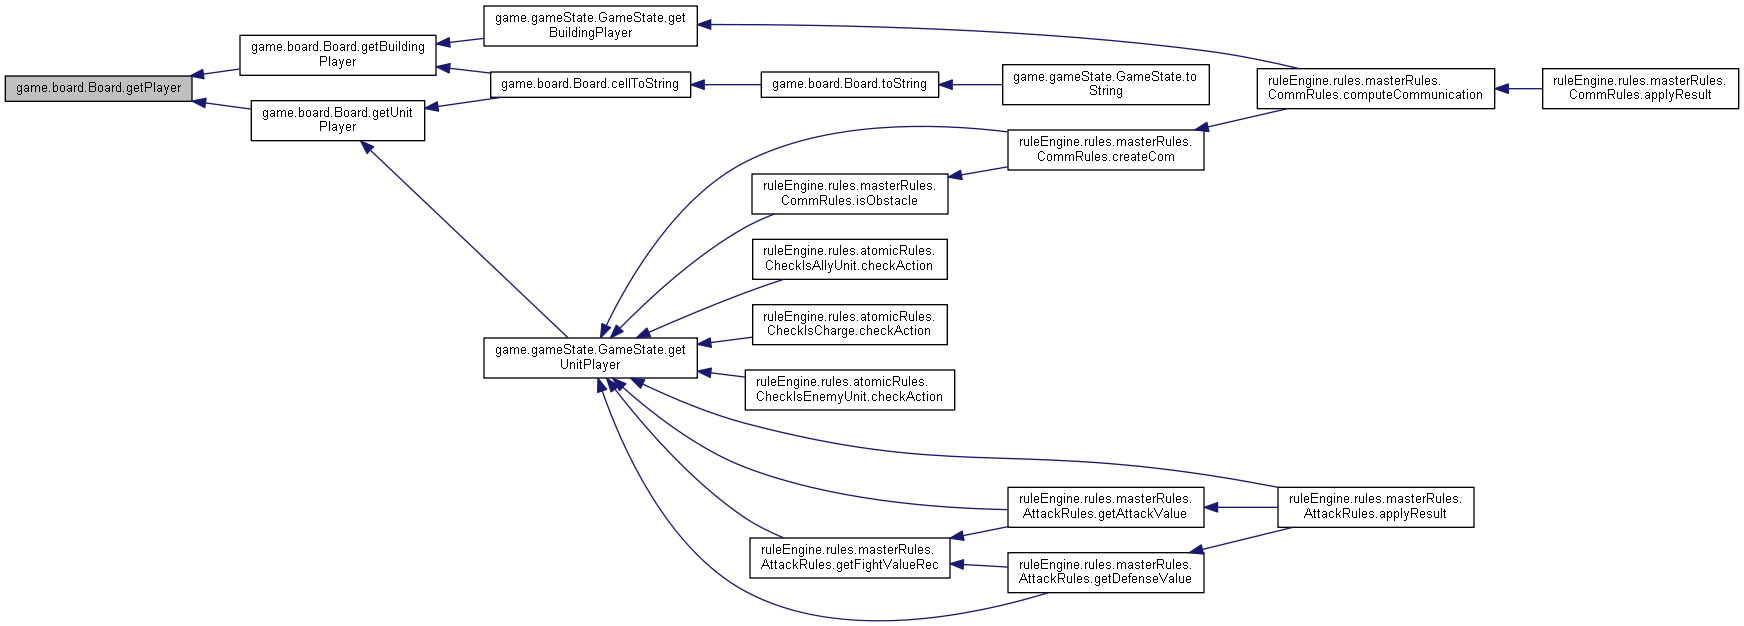 game.board.Board.getPlayer
game.board.Board.getBuilding
Player
game.board.Board.getUnit
Player
game.gameState.GameState.get
BuildingPlayer
game.board.Board.cellToString
game.board.Board.toString
game.gameState.GameState.to
String
ruleEngine.rules.masterRules.
CommRules.computeCommunication
ruleEngine.rules.masterRules.
CommRules.applyResult
ruleEngine.rules.masterRules.
CommRules.createCom
ruleEngine.rules.masterRules.
CommRules.isObstacle
ruleEngine.rules.atomicRules.
CheckIsAllyUnit.checkAction
ruleEngine.rules.atomicRules.
CheckIsCharge.checkAction
game.gameState.GameState.get
UnitPlayer
ruleEngine.rules.atomicRules.
CheckIsEnemyUnit.checkAction
ruleEngine.rules.masterRules.
AttackRules.getAttackValue
ruleEngine.rules.masterRules.
AttackRules.applyResult
ruleEngine.rules.masterRules.
AttackRules.getFightValueRec
ruleEngine.rules.masterRules.
AttackRules.getDefenseValue